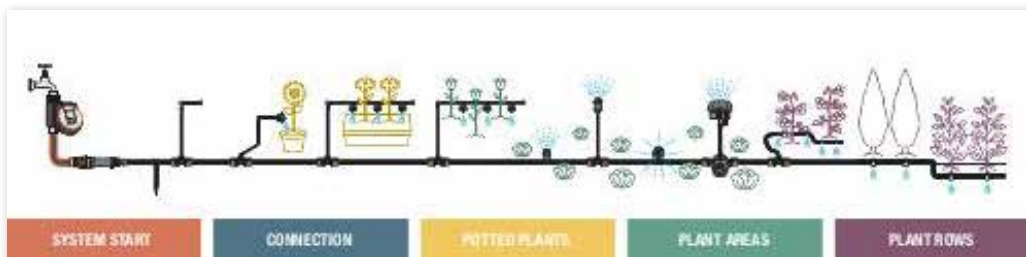 SYSTEM START
CONNECTION
POTTED PLANTS
PLANT AREAS
PLANT ROWS